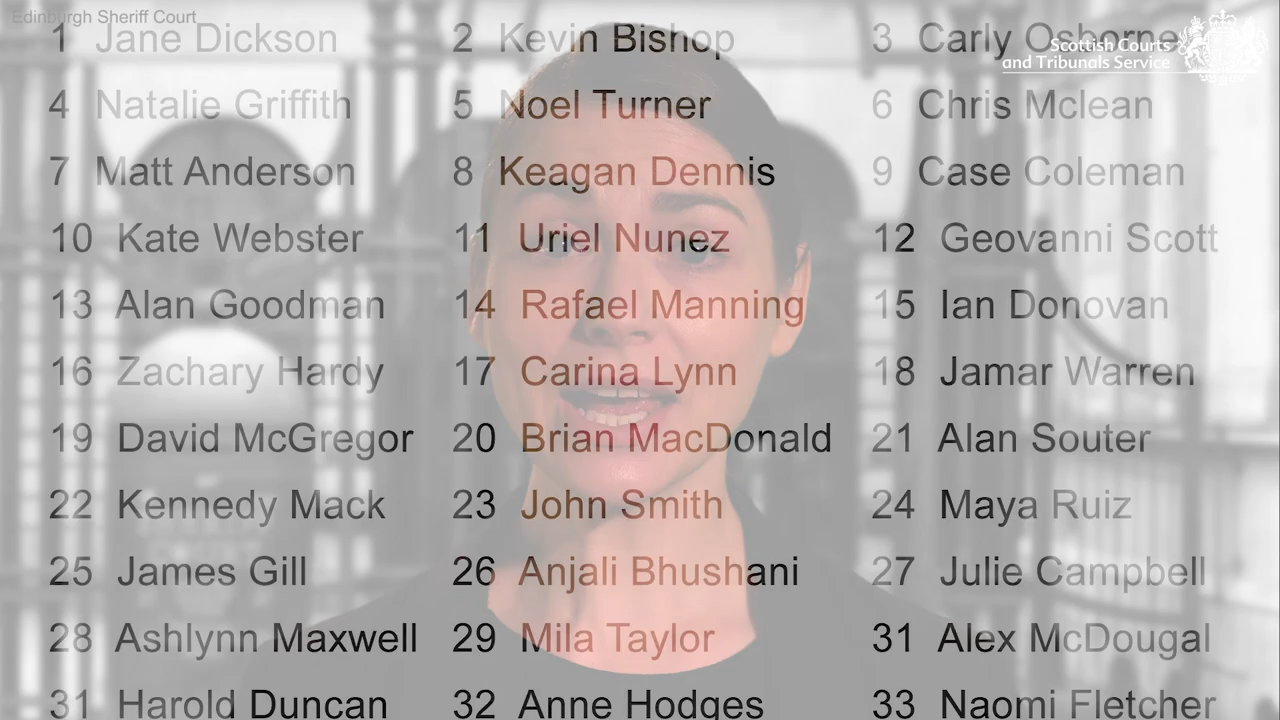 Edinburgh Sheriff Court
1 Jane Dickson 2 Kevin Bishop 3 Carly Osborne
Scottish Courts
and Tribunals Service
4 Natalie Griffith 5 Noel Turner 6 Chris Mclean
7 Matt Anderson 8 Keagan Dennis 9 Case Coleman
10 Kate Webster 11 Uriel Nunez 12 Geovanni Scott
13 Alan Goodman 14 Rafael Manning 15 Ian Donovan
16 Zachary Hardy 17 Carina Lynn 18 Jamar Warren
19 David McGregor 20 Brian MacDonald 21 Alan Souter
22 Kennedy Mack 23 John Smith 24 Maya Ruiz
25 James Gill 26 Anjali Bhushani 27 Julie Campbell
28 Ashlynn Maxwell 29 Mila Taylor 31 Alex McDougal
31 Harold Duncan 32 Anne Hodges 33 Naomi Fletcher